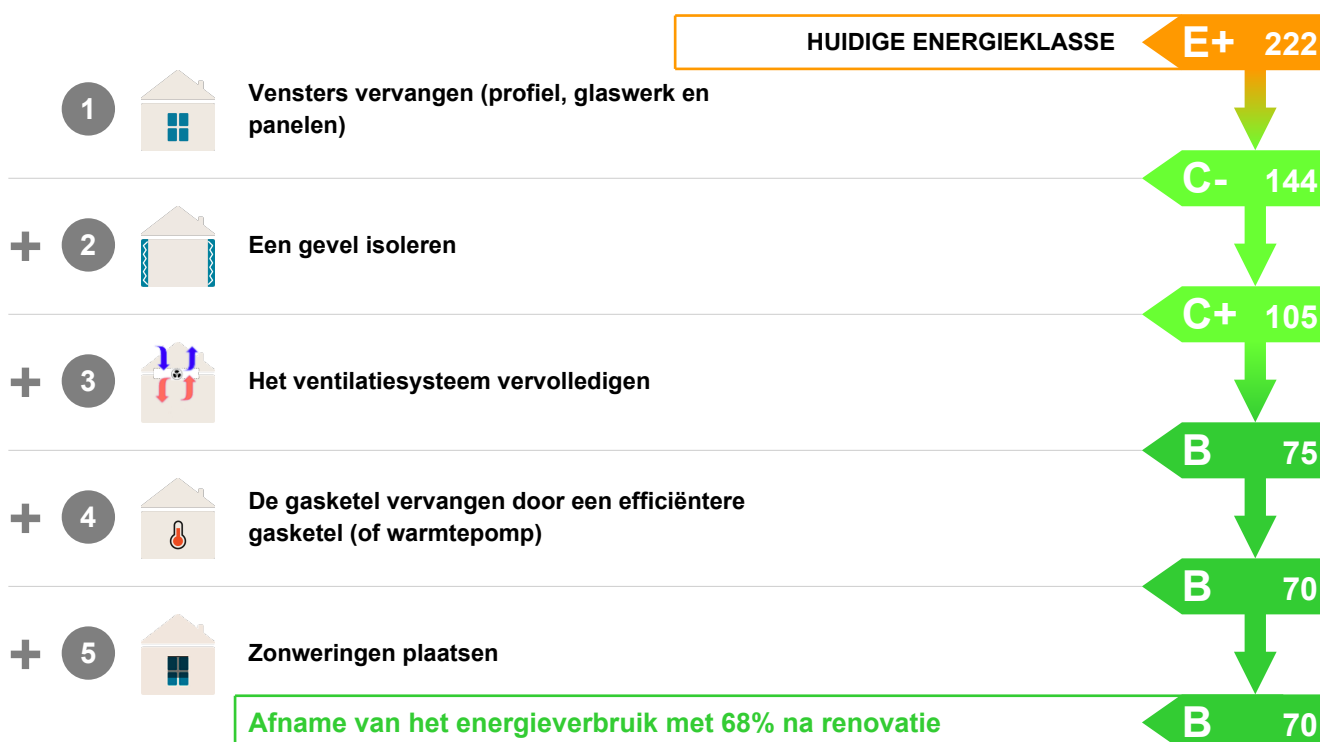 HUIDIGE ENERGIEKLASSE E+ 222
1 Vensters vervangen (profiel, glaswerk en
panelen)
C- 144
+ 2 Een gevel isoleren
C+ 105
+ 3 Het ventilatiesysteem vervolledigen
B 75
+ 4 De gasketel vervangen door een efficiëntere
gasketel (of warmtepomp)
B 70
+ 5 Zonweringen plaatsen
Afname van het energieverbruik met 68% na renovatie B 70